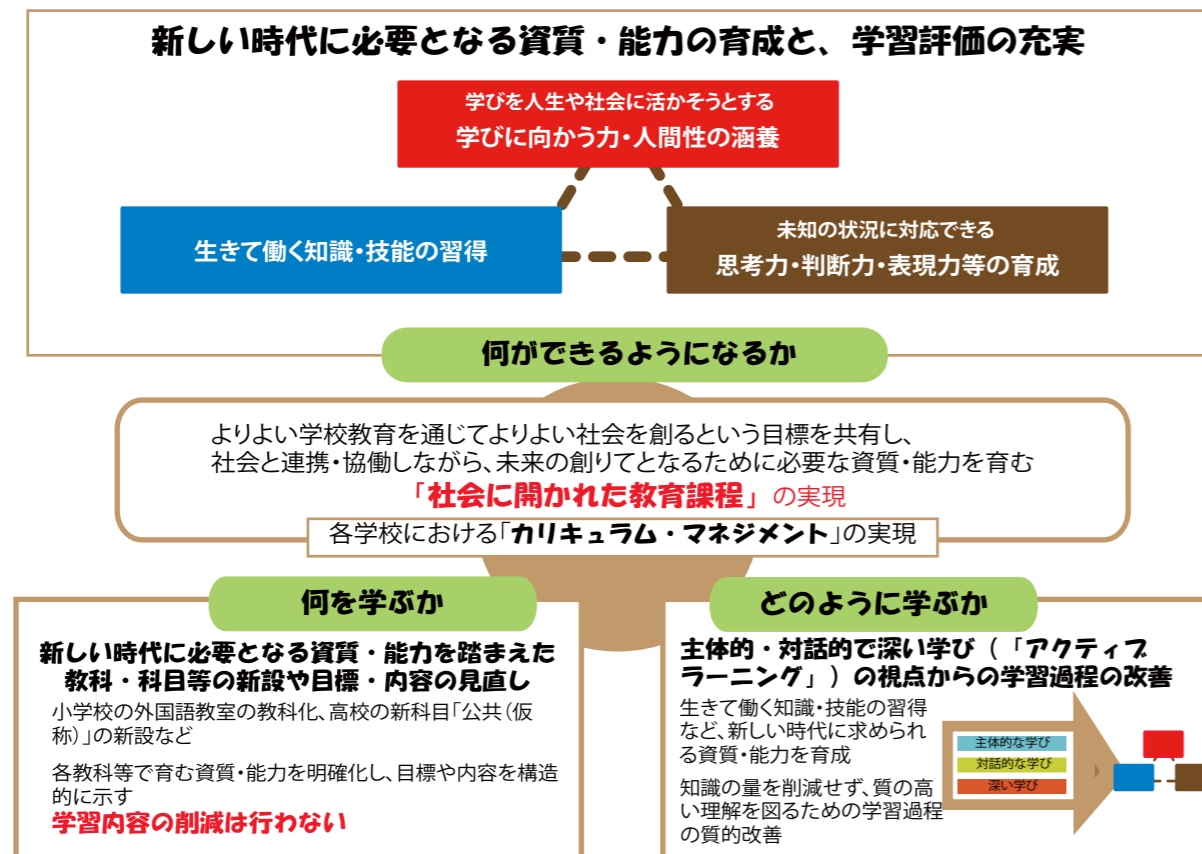 新しい時代に必要となる資質・能力の育成と、学習評価の充実
学びを人生や社会に活かそうとする
学びに向かう力・人間性の涵養
生きて働く知識・技能の習得
未知の状況に対応できる
思考力・判断力・表現力等の育成
何ができるようになるか
よりよい学校教育を通じてよりよい社会を創るという目標を共有し、
社会と連携・協働しながら、未来の創りてとなるために必要な資質・能力を育む
「社会に開かれた教育課程」の実現
各学校における「カリキュラム・マネジメント」の実現
何を学ぶか
新しい時代に必要となる資質・能力を踏まえた
教科・科目等の新設や目標・内容の見直し
小学校の外国語教室の教科化、高校の新科目「公共(仮
称)」の新設など
各教科等で育む資質・能力を明確化し、目標や内容を構造
的に示す
学習内容の削減は行わない
どのように学ぶか
主体的・対話的で深い学び(「アクティブ
ラーニング」)の視点からの学習過程の改善
生きて働く知識・技能の習得
など、新しい時代に求められ
る資質・能力を育成
知識の量を削減せず、質の高
い理解を図るための学習過程
の質的改善
主体的な学び
対話的な学び
深い学び